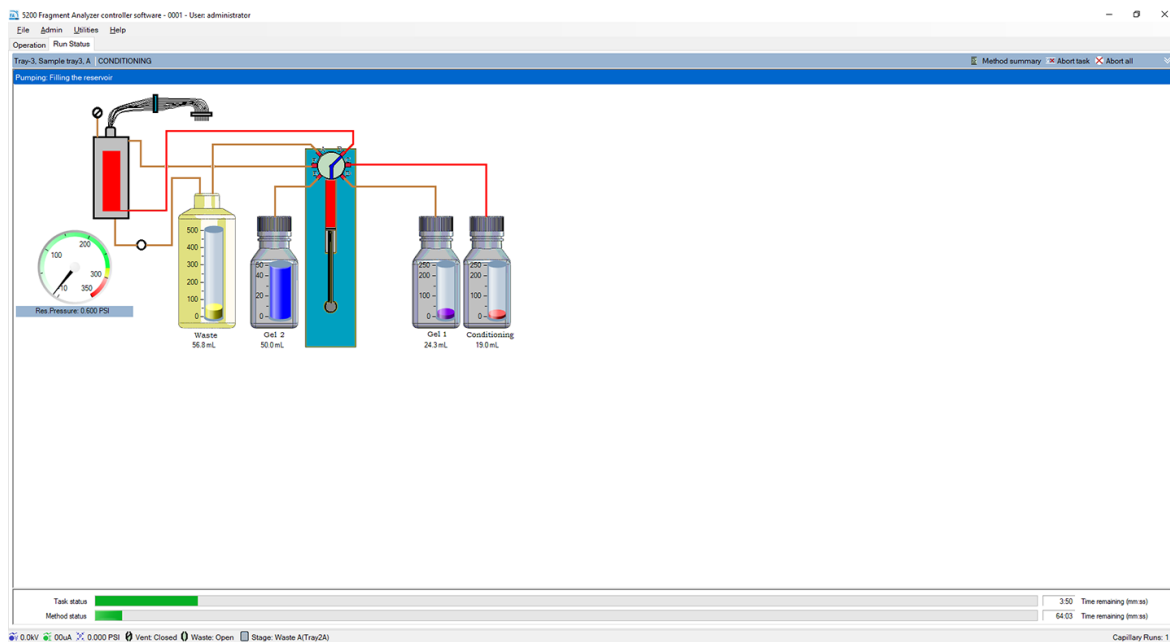 5200 Fragment Analyzer controller software - 0001 - User: administrator
File Admin Utilities Help
Operation Run Status
Tray-3, Sample tray3, A | CONDITIONING Method summary Abort task Abort all
Pumping: Filling the reservoir
500
400
300
200
100
0
50
40
20
0
250
200
100
0
250
200
100
0
200
100
300
-10 350
Res.Pressure: 0.600 PSI
Waste Gel 2 Gel 1 Conditioning
56.8 mL 50.0 mL 24.3 mL 19.0 mL
Task status 3:50 Time remaining (mm:ss)
Method status 64:03 Time remaining (mm:ss)
0.0kV 00uA 0.000 PSI Vent: Closed Waste: Open Stage: Waste A(Tray2A) Capillary Runs: 1